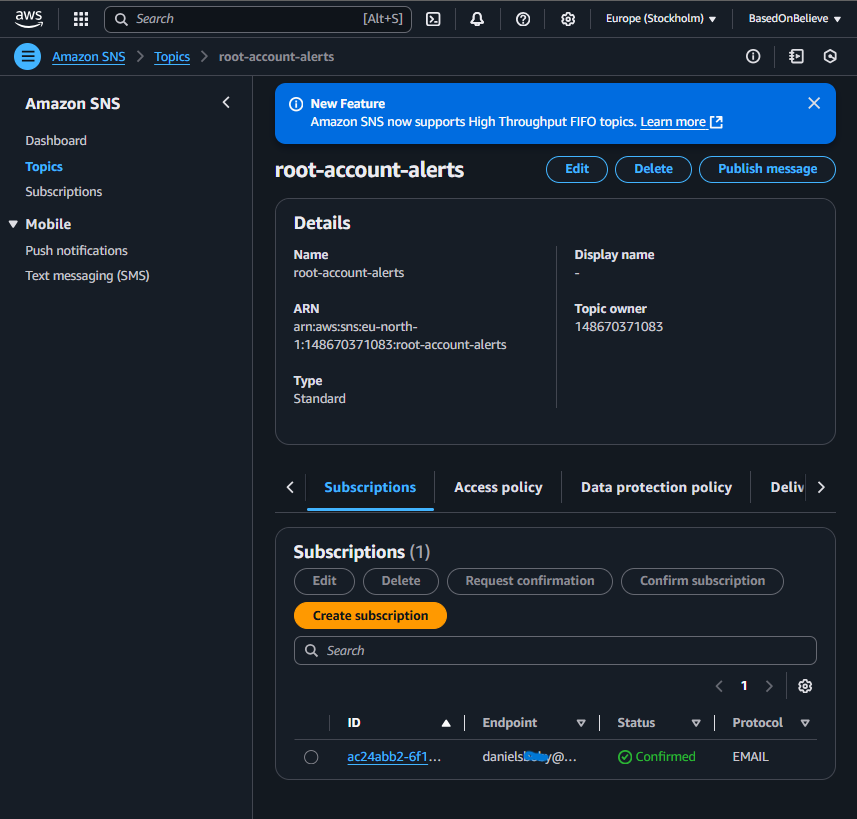 aws
Search [Alt+S]
Europe (Stockholm)
BasedOnBelieve
Amazon SNS > Topics > root-account-alerts
Amazon SNS
Dashboard
Topics
Subscriptions
Mobile
Push notifications
Text messaging (SMS)
New Feature
Amazon SNS now supports High Throughput FIFO topics. Learn more
root-account-alerts
Edit
Delete
Publish message
Details
Name
root-account-alerts
ARN
arn:aws:sns:eu-north-
1:148670371083:root-account-alerts
Type
Standard
Display name
-
Topic owner
148670371083
Subscriptions
Access policy
Data protection policy
Deliv
Subscriptions (1)
Edit
Delete
Request confirmation
Confirm subscription
Create subscription
Search
1
ID
Endpoint
Status
Protocol
ac24abb2-6f1...
Confirmed
EMAIL